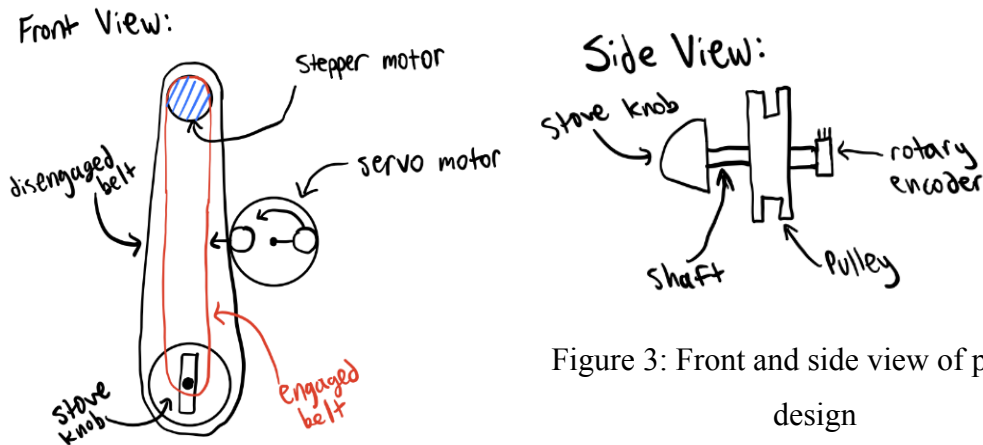 Front View:
stepper motor
servo motor
disengaged
belt
engaged
belt
stove
knob
Side View:
stove knob
rotary
encoder
shaft
pulley
Figure 3: Front and side view of p
design